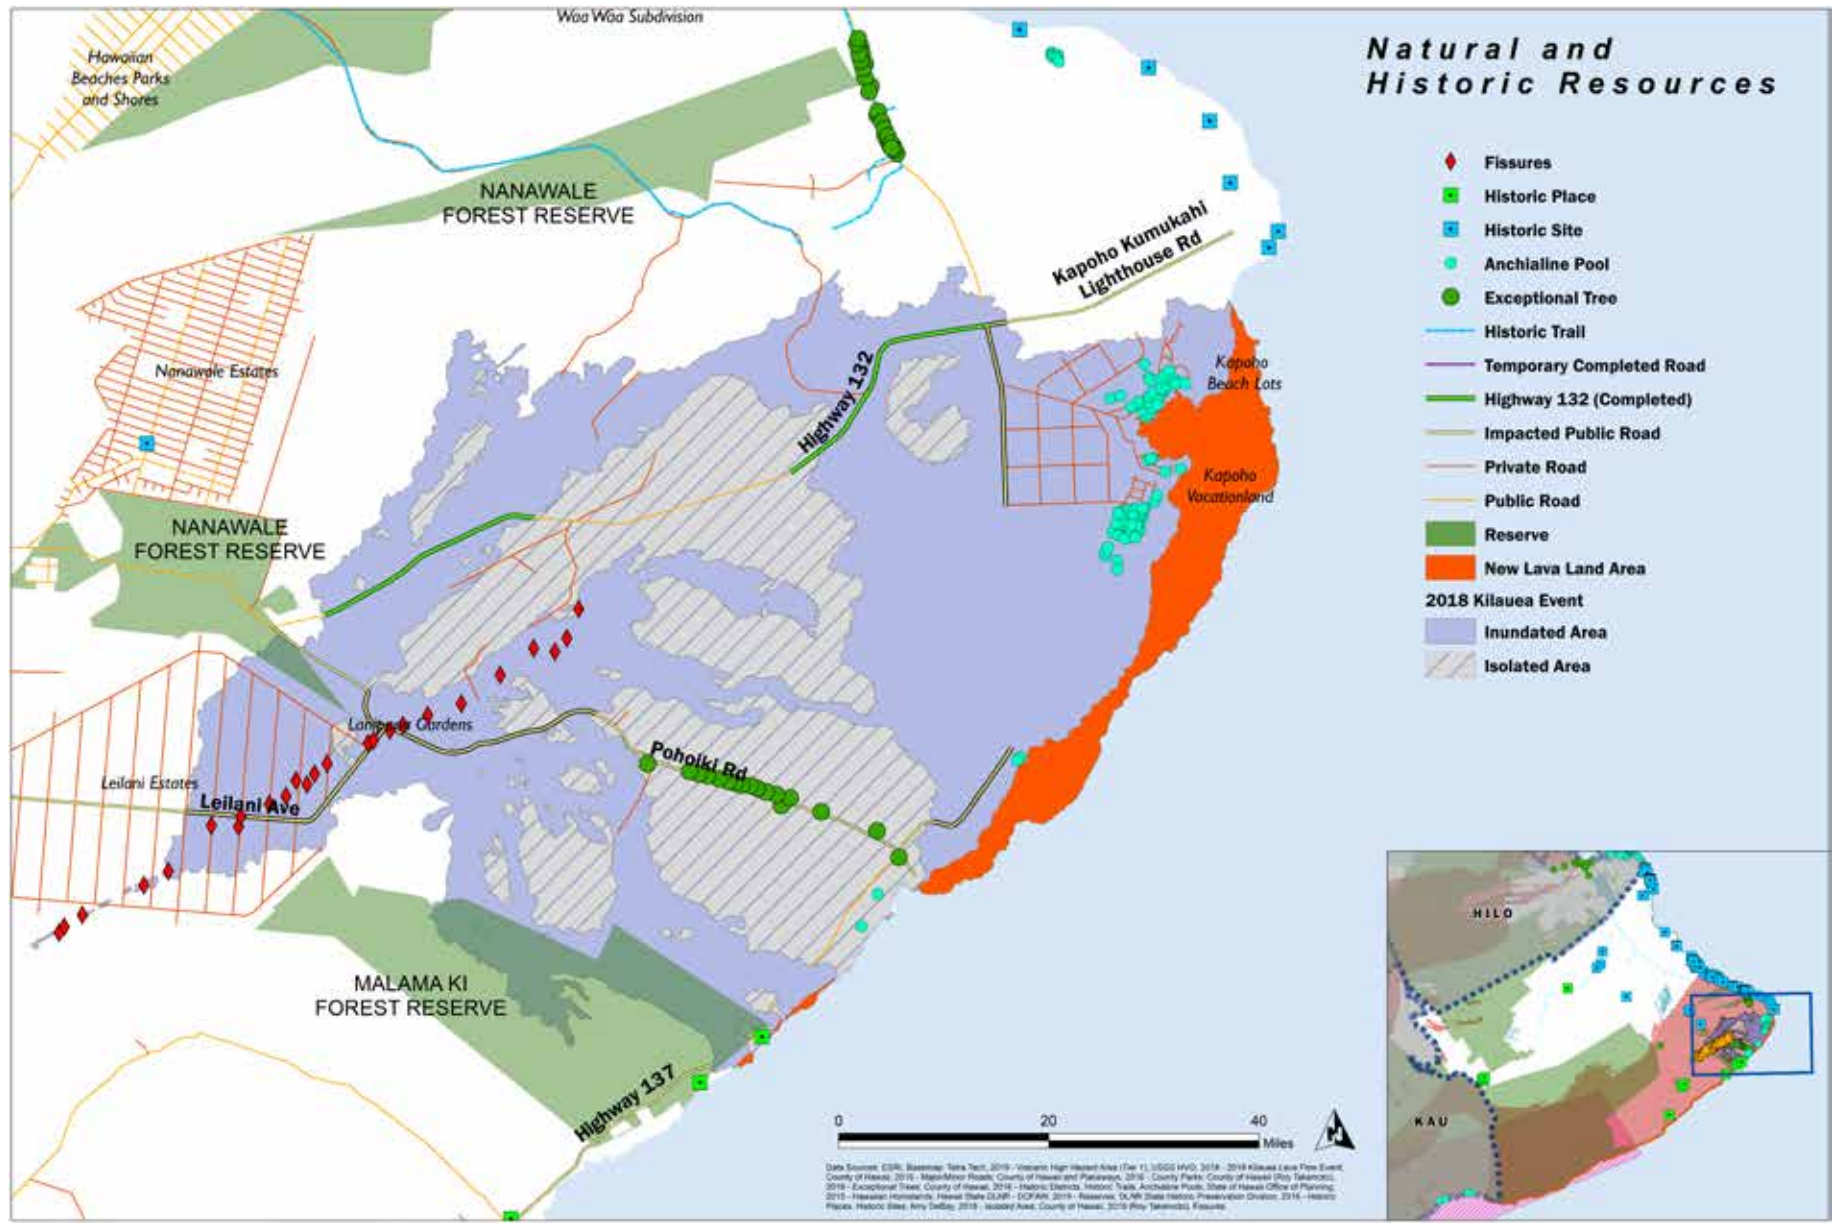 Waa Waa Subdivision
Hawaiian
Beaches Parks
and Shores
Natural and
Historic Resources
NANAWALE
FOREST RESERVE
Kapoho Kumukahi
Lighthouse Rd
Fissures
Historic Place
Historic Site
Anchialine Pool
Exceptional Tree
Historic Trail
Temporary Completed Road
Highway 132 (Completed)
Impacted Public Road
Private Road
Public Road
Reserve
New Lava Land Area
2018 Kilauea Event
Inundated Area
Isolated Area
Nanawale Estates
Highway 132
Kapoho
Beach Lots
Kapoho
Vacationland
NANAWALE
FOREST RESERVE
Gardens
Leilani Estates
Leilani Ave
Pohoiki Rd
MALAMA KI
FOREST RESERVE
Highway 137
0 20 40
Miles
HILO
KAU